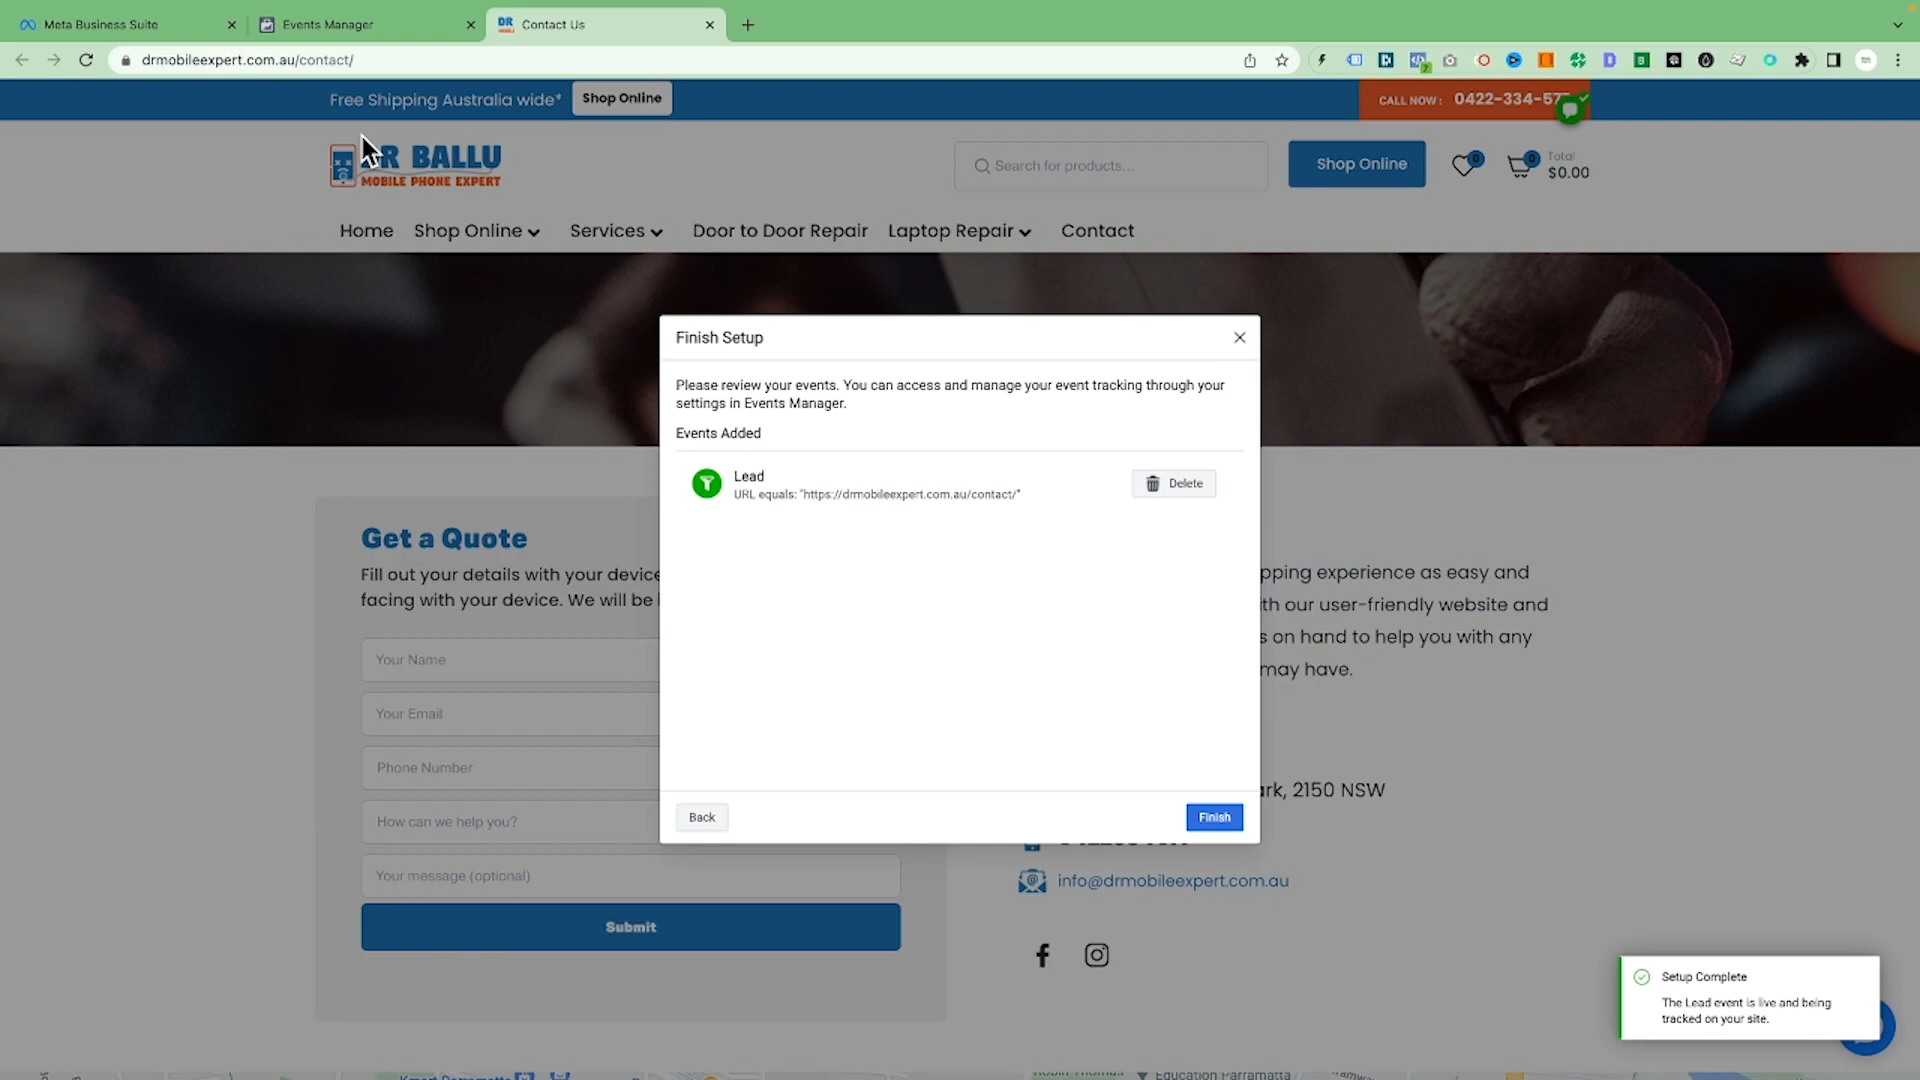 Meta Business Suite
Events Manager
Contact Us
drmobileexpert.com.au/contact/
Free Shipping Australia wide*
Shop Online
CALL NOW :
0422-334-57
DR BALLU
MOBILE PHONE EXPERT
Search for products...
Shop Online
0
0
Total
$0.00
Home
Shop Online
Services
Door to Door Repair
Laptop Repair
Contact
Finish Setup
Please review your events. You can access and manage your event tracking through your
settings in Events Manager.
Events Added
Lead
URL equals: "https://drmobileexpert.com.au/contact/"
Delete
Back
Finish
Get a Quote
Fill out your details with your device
facing with your device. We will be
Your Name
Your Email
Phone Number
How can we help you?
Your message (optional)
Submit
pping experience as easy and
ith our user-friendly website and
s on hand to help you with any
may have.
ark, 2150 NSW
info@drmobileexpert.com.au
Setup Complete
The Lead event is live and being
tracked on your site.
Education Parramatta